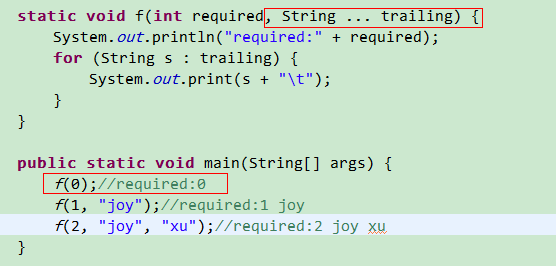 static void f(int required, String ... trailing) {
    System.out.println("required:" + required);
    for (String s : trailing) {
        System.out.print(s + "\t");
    }
}
public static void main(String[] args) {
    f(0);//required:0
    f(1, "joy");//required:1 joy
    f(2, "joy", "xu");//required:2 joy xu
}